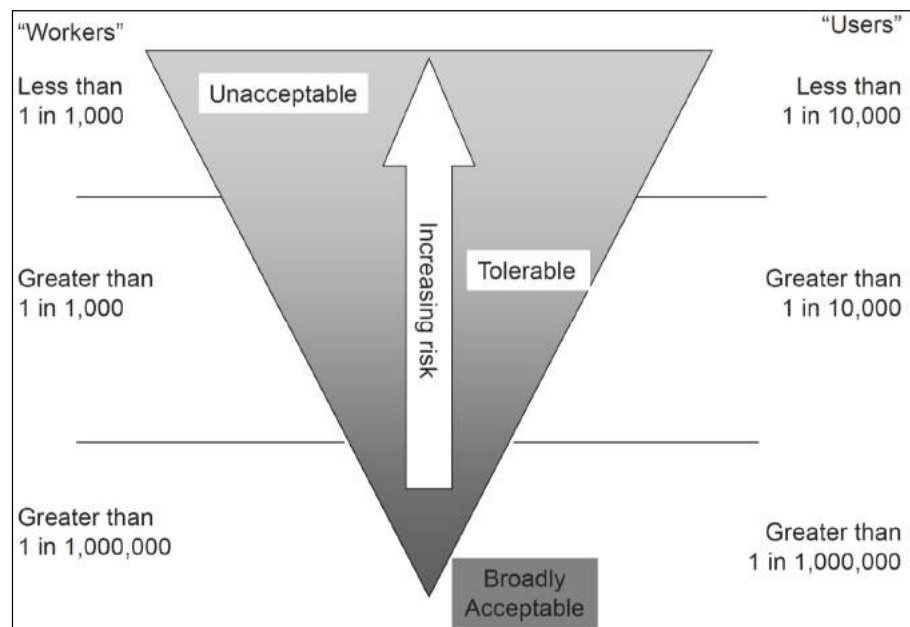 "Workers"
"Users"
Less than
1 in 1,000
Unacceptable
Less than
1 in 10,000
Greater than
1 in 1,000
Increasing risk
Tolerable
Greater than
1 in 10,000
Greater than
1 in 1,000,000
Broadly
Acceptable
Greater than
1 in 1,000,000